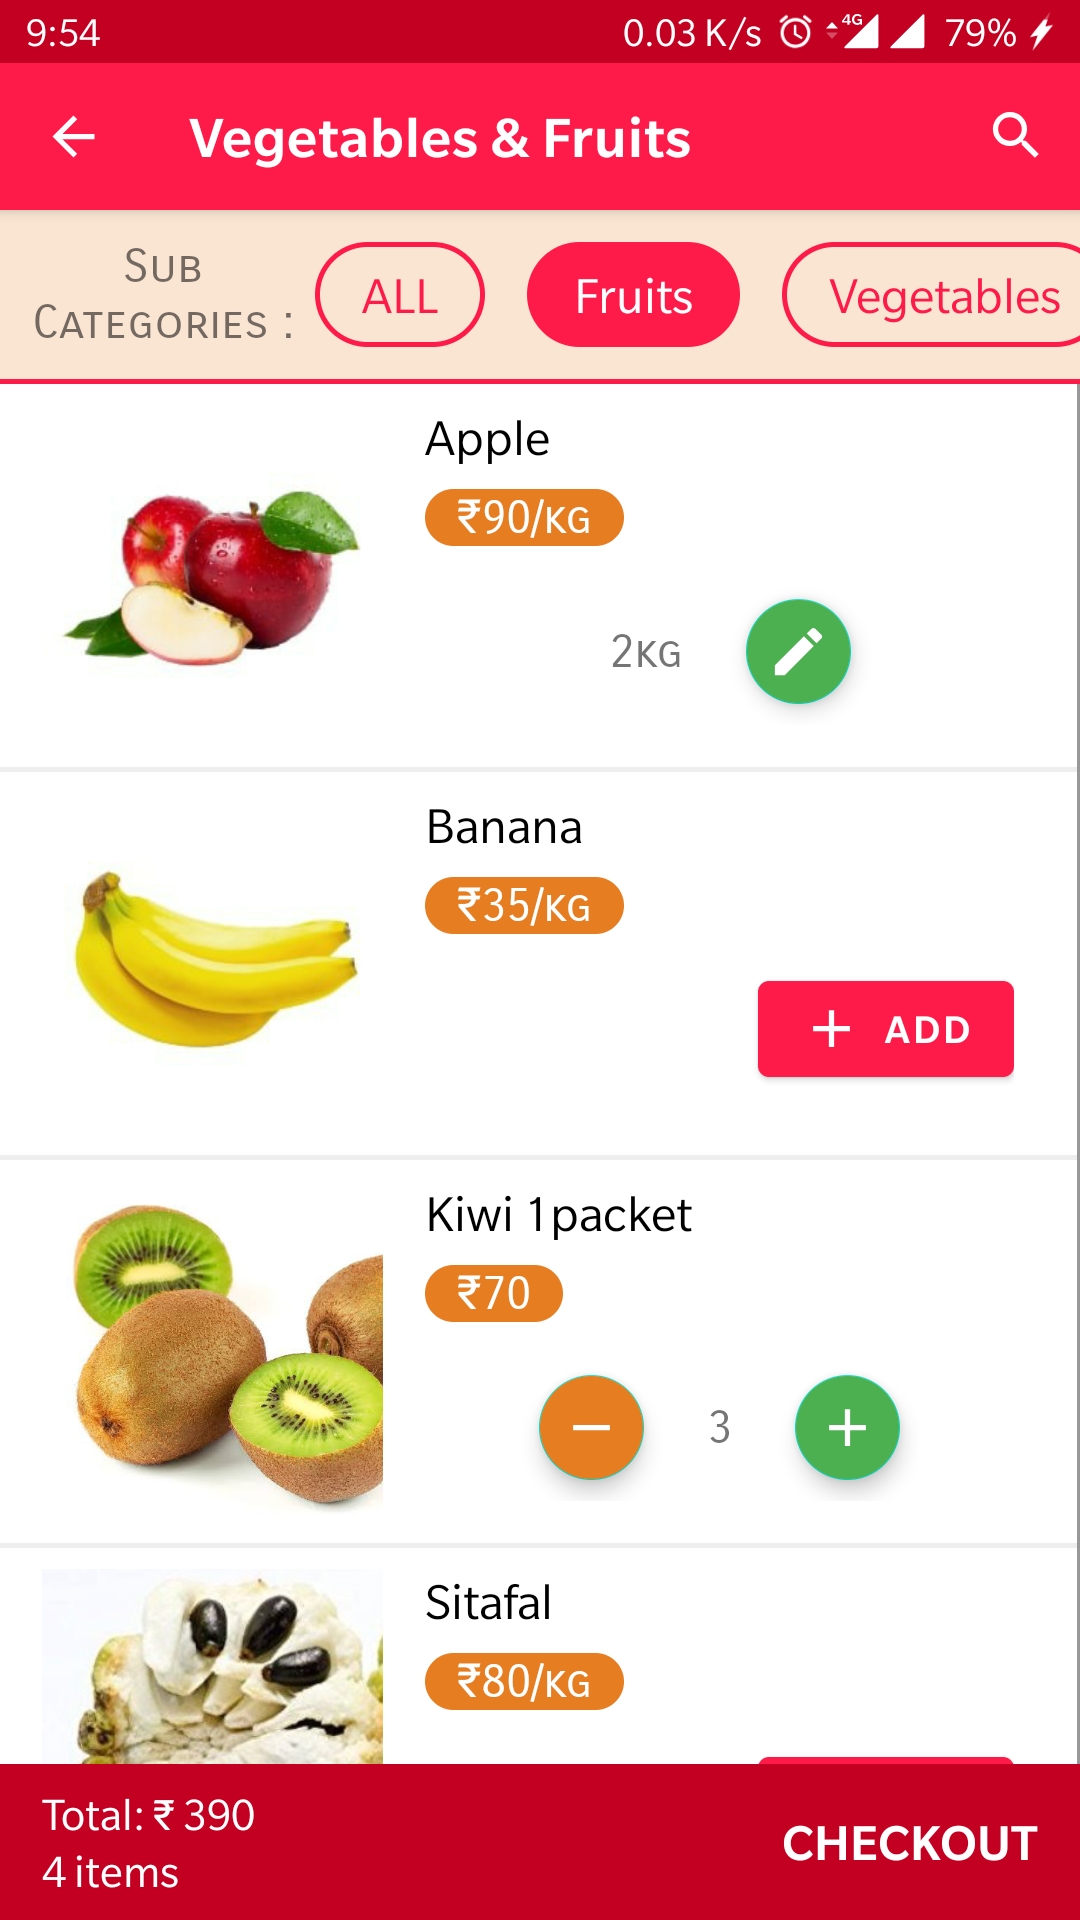 9:54 0.03 K/s 4G 79%
Vegetables & Fruits
Sub
Categories :
ALL
Fruits
Vegetables
Apple
₹90/KG
2KG
Banana
₹35/KG
+ ADD
Kiwi 1packet
₹70
− 3 +
Sitafal
₹80/KG
Total: ₹ 390
4 items
CHECKOUT